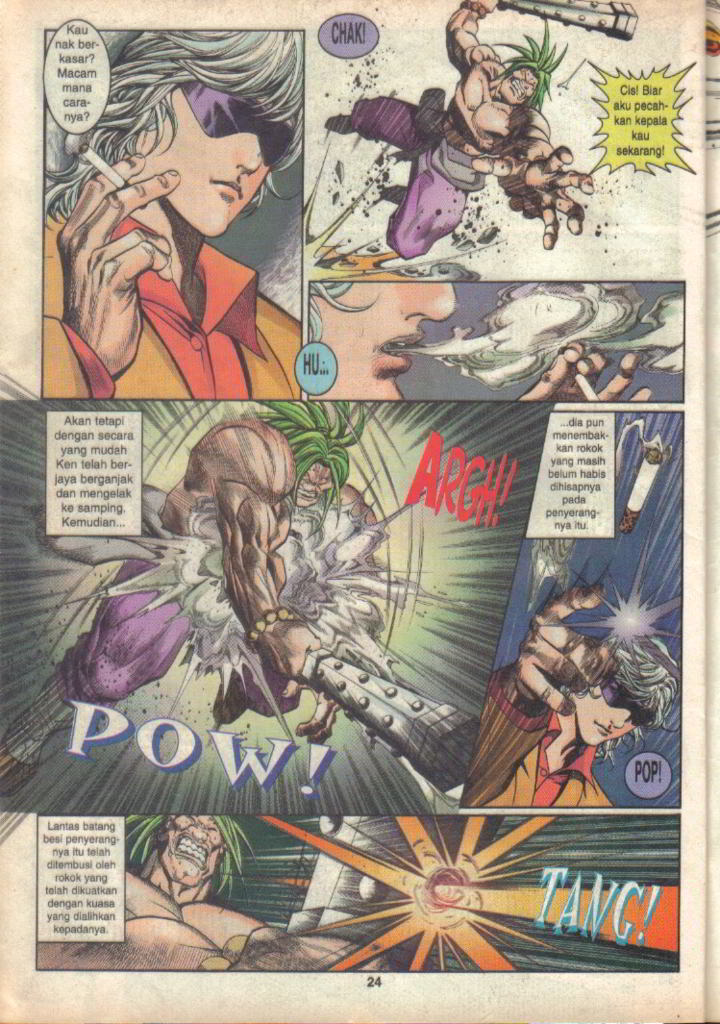 Kau
nak ber-
kasar?
Macam
mana
cara-
nya?
CHAK!
Cis! Biar
aku pecah-
kan kepala
kau
sekarang!
HU...
Akan tetapi
dengan secara
yang mudah
Ken telah ber-
jaya berganjak
dan mengelak
ke samping.
Kemudian...
ARGH!!
...dia pun
menembak-
kan rokok
yang masih
belum habis
dihisapnya
pada
penyerang-
nya itu.
POW!
POP!
Lantas batang
besi penyerang-
nya itu telah
ditembusi oleh
rokok yang
telah dikuatkan
dengan kuasa
yang dialihkan
kepadanya.
TANG!
24